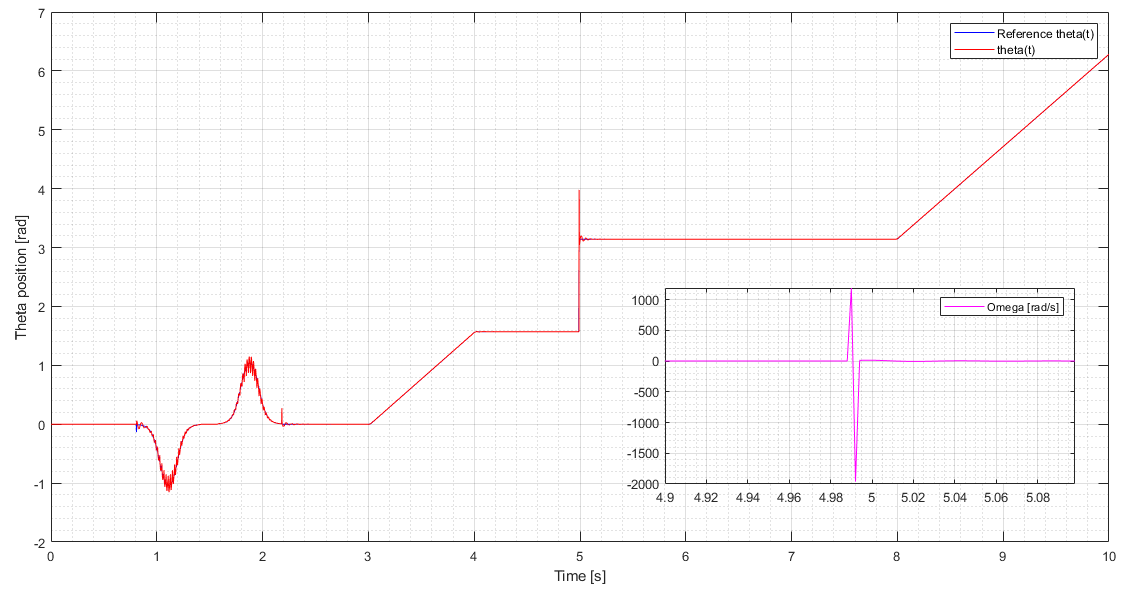 7
Reference theta(t)
theta(t)
6
5
4
3
2
1
0
-1
-2
Theta position [rad]
Omega [rad/s]
1000
500
0
-500
-1000
-1500
-2000
4.9 4.92 4.94 4.96 4.98 5 5.02 5.04 5.06 5.08
0 1 2 3 4 5 6 7 8 9 10
Time [s]